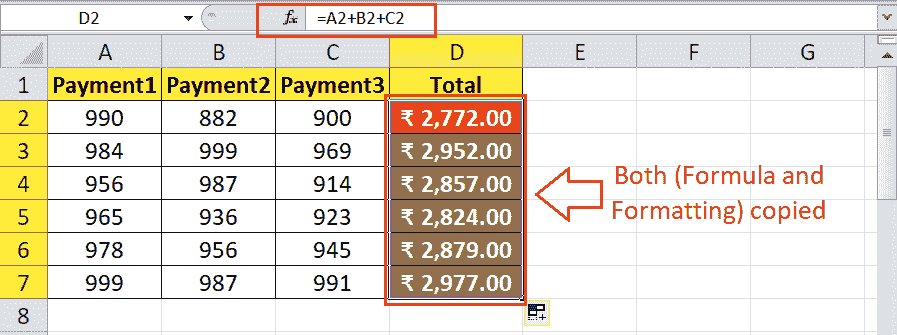 D2 fx =A2+B2+C2
A B C D E F G
1 Payment1 Payment2 Payment3 Total
2 990 882 900 ₹ 2,772.00
3 984 999 969 ₹ 2,952.00
4 956 987 914 ₹ 2,857.00
5 965 936 923 ₹ 2,824.00
6 978 956 945 ₹ 2,879.00
7 999 987 991 ₹ 2,977.00
8
Both (Formula and
Formatting) copied